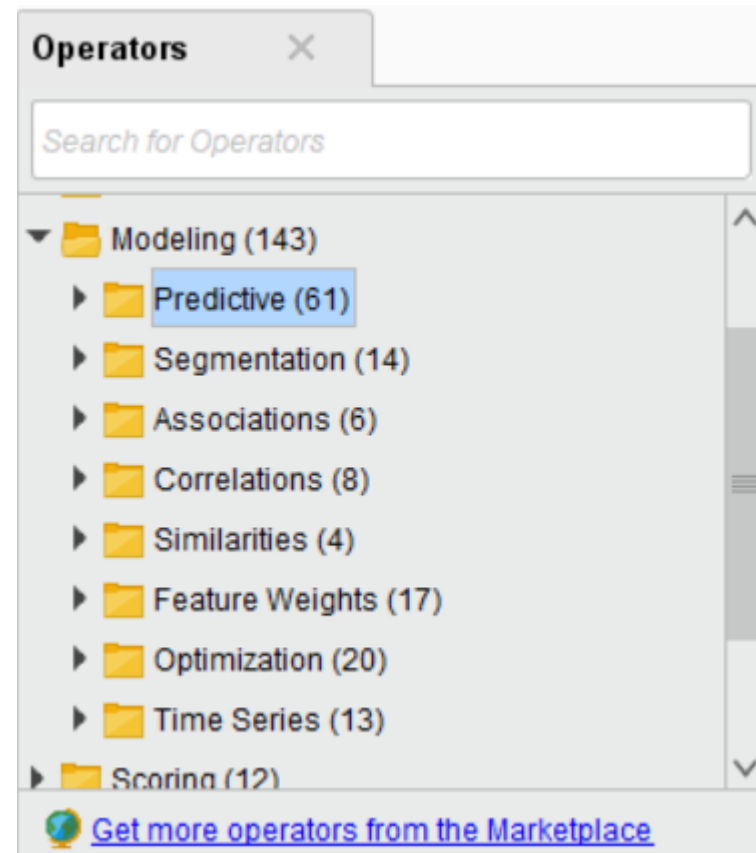 Operators
Search for Operators
Modeling (143)
Predictive (61)
Segmentation (14)
Associations (6)
Correlations (8)
Similarities (4)
Feature Weights (17)
Optimization (20)
Time Series (13)
Scoring (12)
Get more operators from the Marketplace